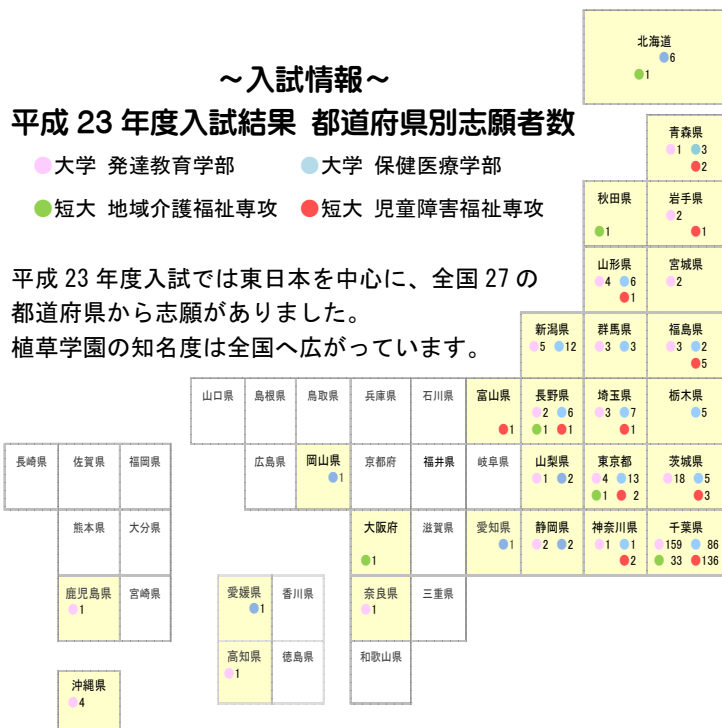 ～入試情報～
平成 23 年度入試結果 都道府県別志願者数
大学 発達教育学部 大学 保健医療学部
短大 地域介護福祉専攻 短大 児童障害福祉専攻
平成 23 年度入試では東日本を中心に、全国 27 の
都道府県から志願がありました。
植草学園の知名度は全国へ広がっています。
北海道
6
1
青森県
1 3
2
秋田県 岩手県
2
1 1
山形県 宮城県
4 6 2
1
新潟県 群馬県 福島県
5 12 3 3 3 2
5
山口県 島根県 鳥取県 兵庫県 石川県 富山県 長野県 埼玉県 栃木県
2 6 3 7 5
1 1 1 1
長崎県 佐賀県 福岡県 広島県 岡山県 京都府 福井県 岐阜県 山梨県 東京都 茨城県
1 1 2 4 13 18 5
1 2 3
熊本県 大分県 大阪府 滋賀県 愛知県 静岡県 神奈川県 千葉県
1 2 2 1 1 159 86
1 2 33 136
鹿児島県 宮崎県 愛媛県 香川県 奈良県 三重県
1 1 1
高知県 徳島県 和歌山県
1
沖縄県
4